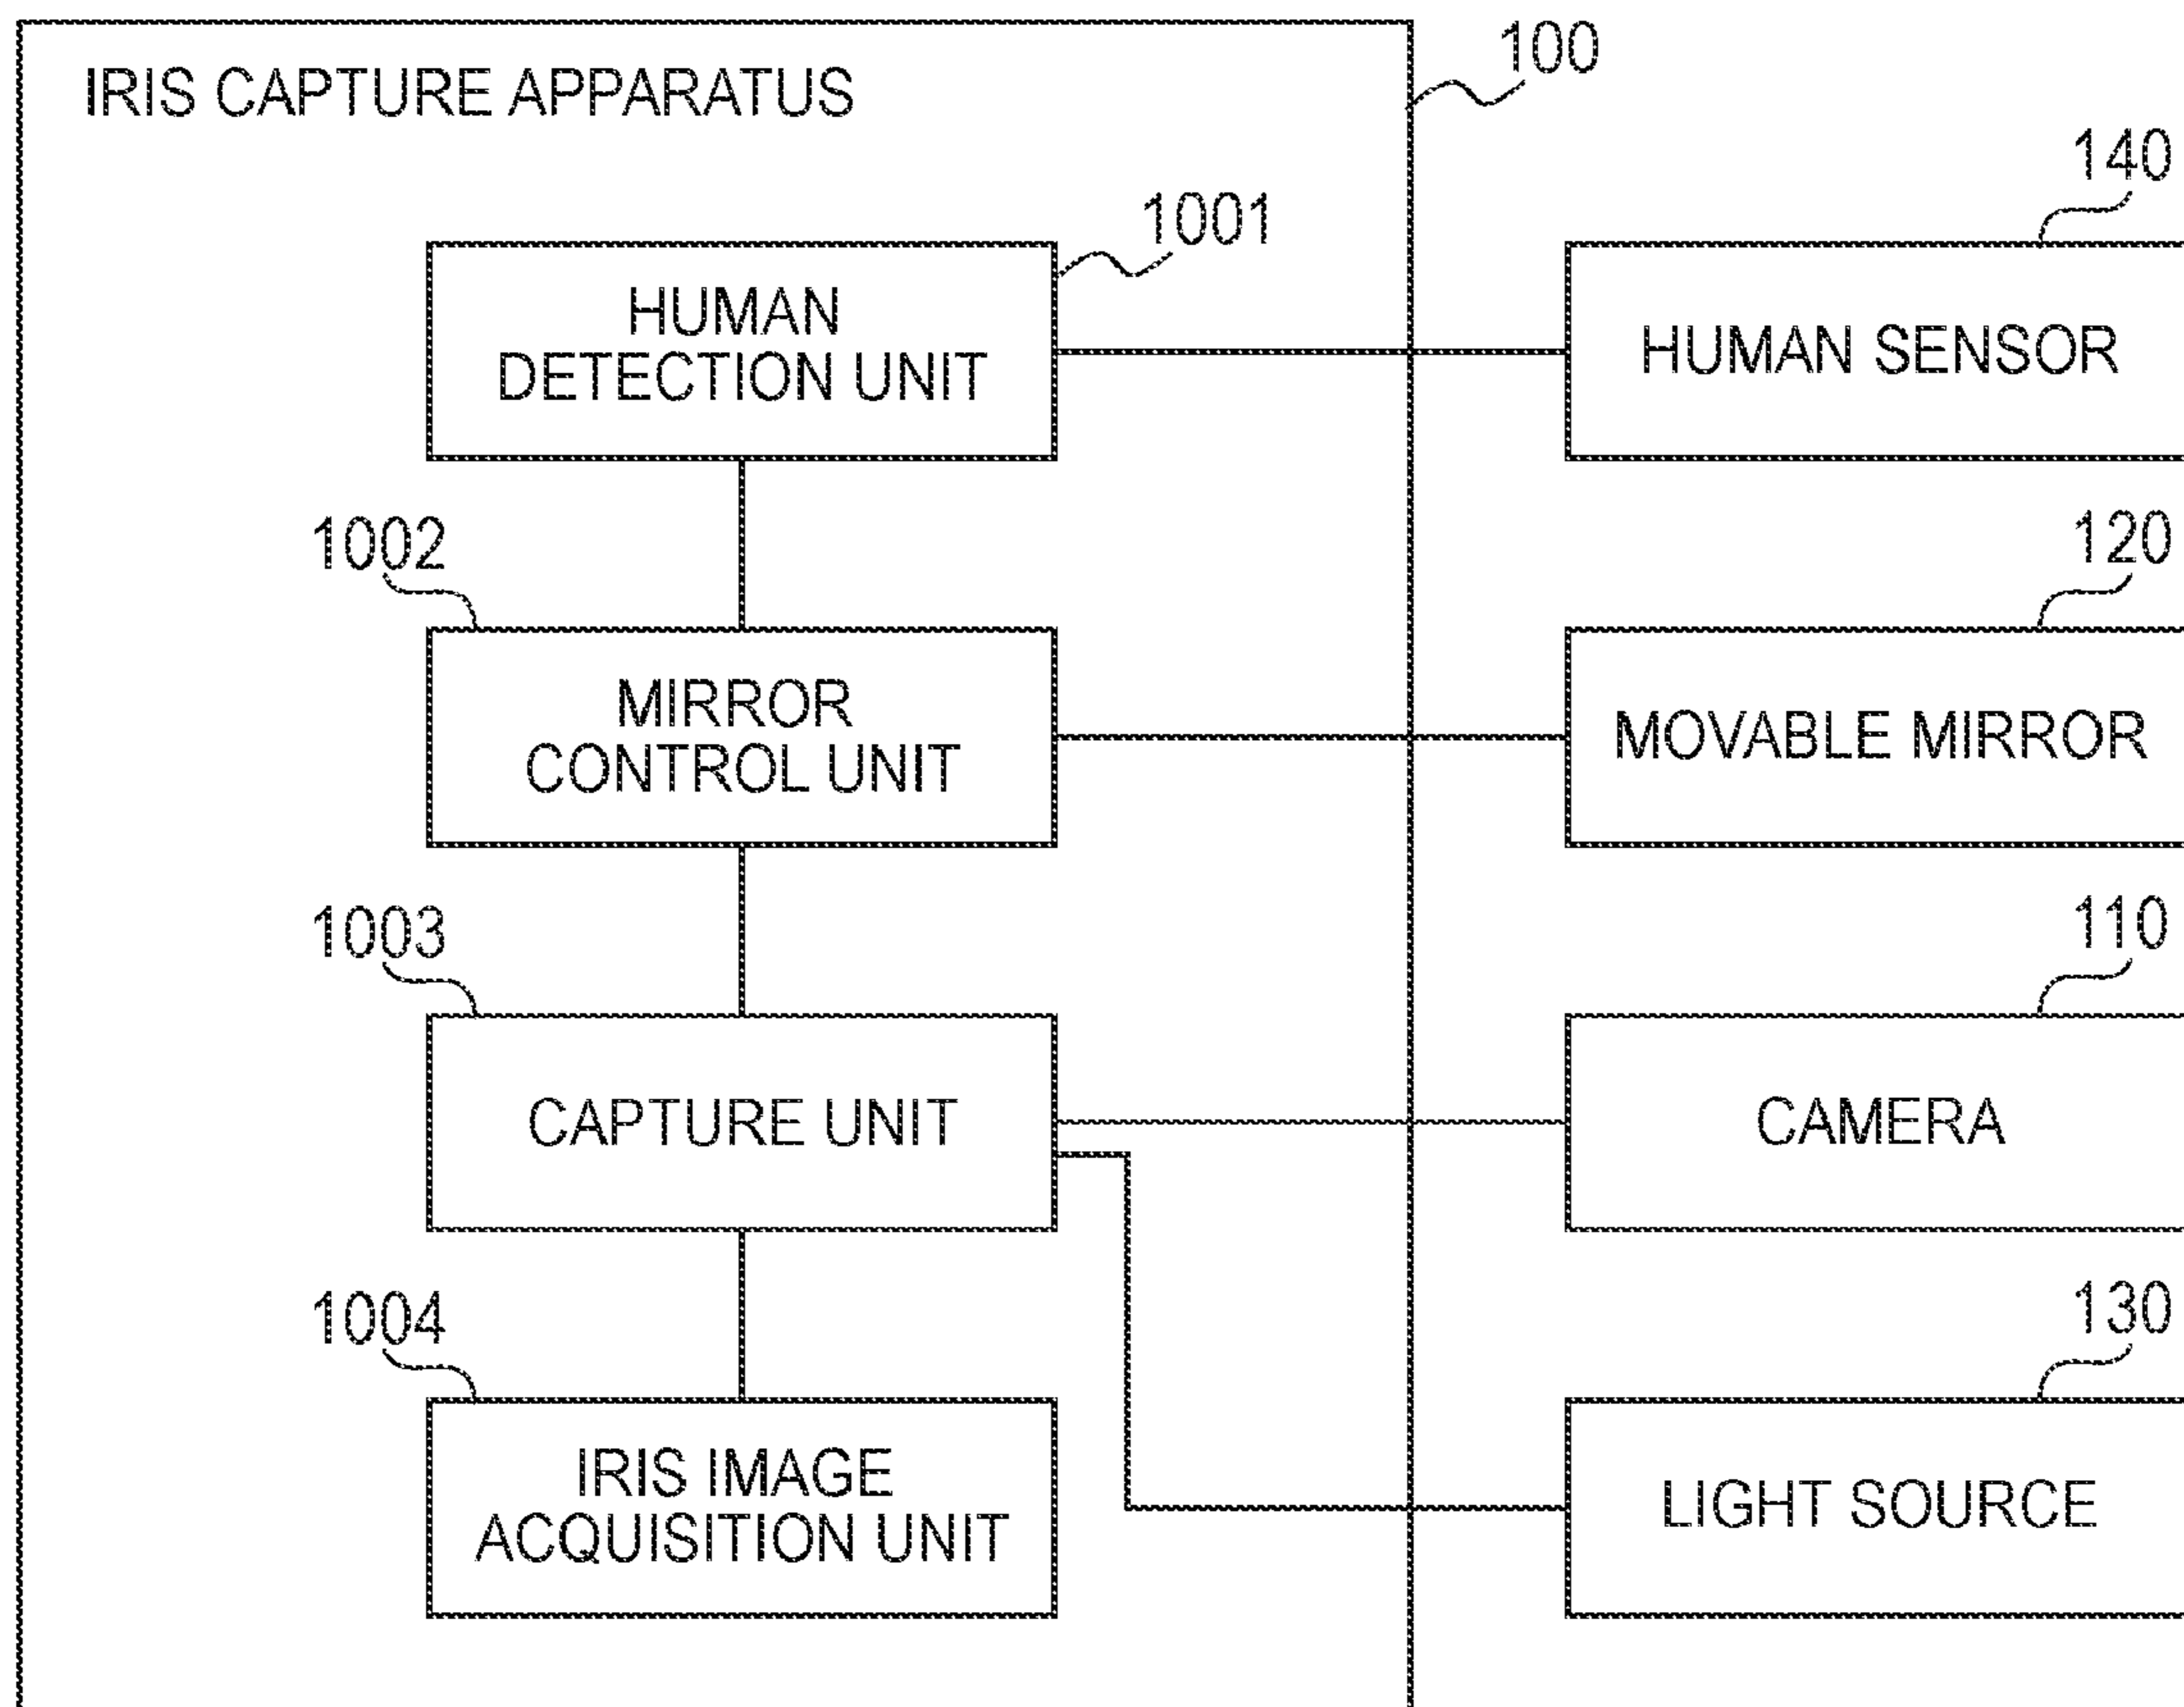 IRIS CAPTURE APPARATUS
100
140
1001
HUMAN
DETECTION UNIT
HUMAN SENSOR
1002
120
MIRROR
CONTROL UNIT
MOVABLE MIRROR
1003
110
CAPTURE UNIT
CAMERA
1004
130
IRIS IMAGE
ACQUISITION UNIT
LIGHT SOURCE